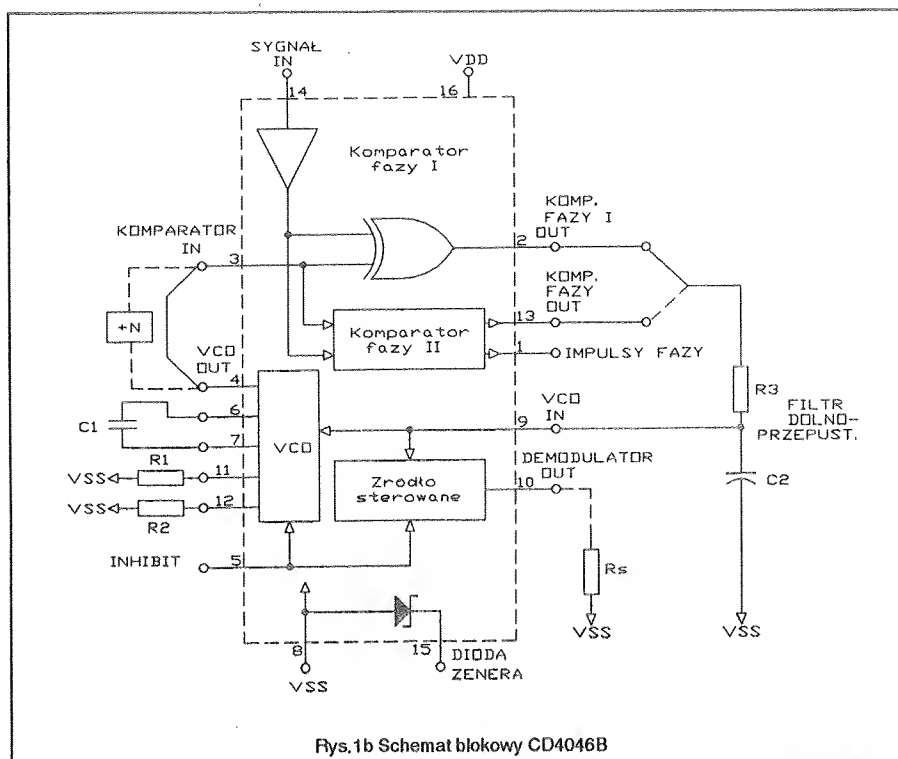 SYGNAŁ
IN
VDD
14
16
Komparator
fazy I
KOMP.
FAZY I
OUT
KOMPARATOR
IN
3
2
KOMP.
FAZY
OUT
+N
Komparator
fazy II
13
1
IMPULSY FAZY
VCO
OUT
4
R3
6
C1
7
VCO
VCO
IN
9
FILTR
DOLNO-
PRZEPUST.
R1
11
VSS
DEMODULATOR
OUT
Zródło
sterowane
10
C2
12
VSS
R2
INHIBIT
5
Rs
VSS
VSS
8
15
DIODA
ZENERA
VSS
Rys.1b Schemat blokowy CD4046B